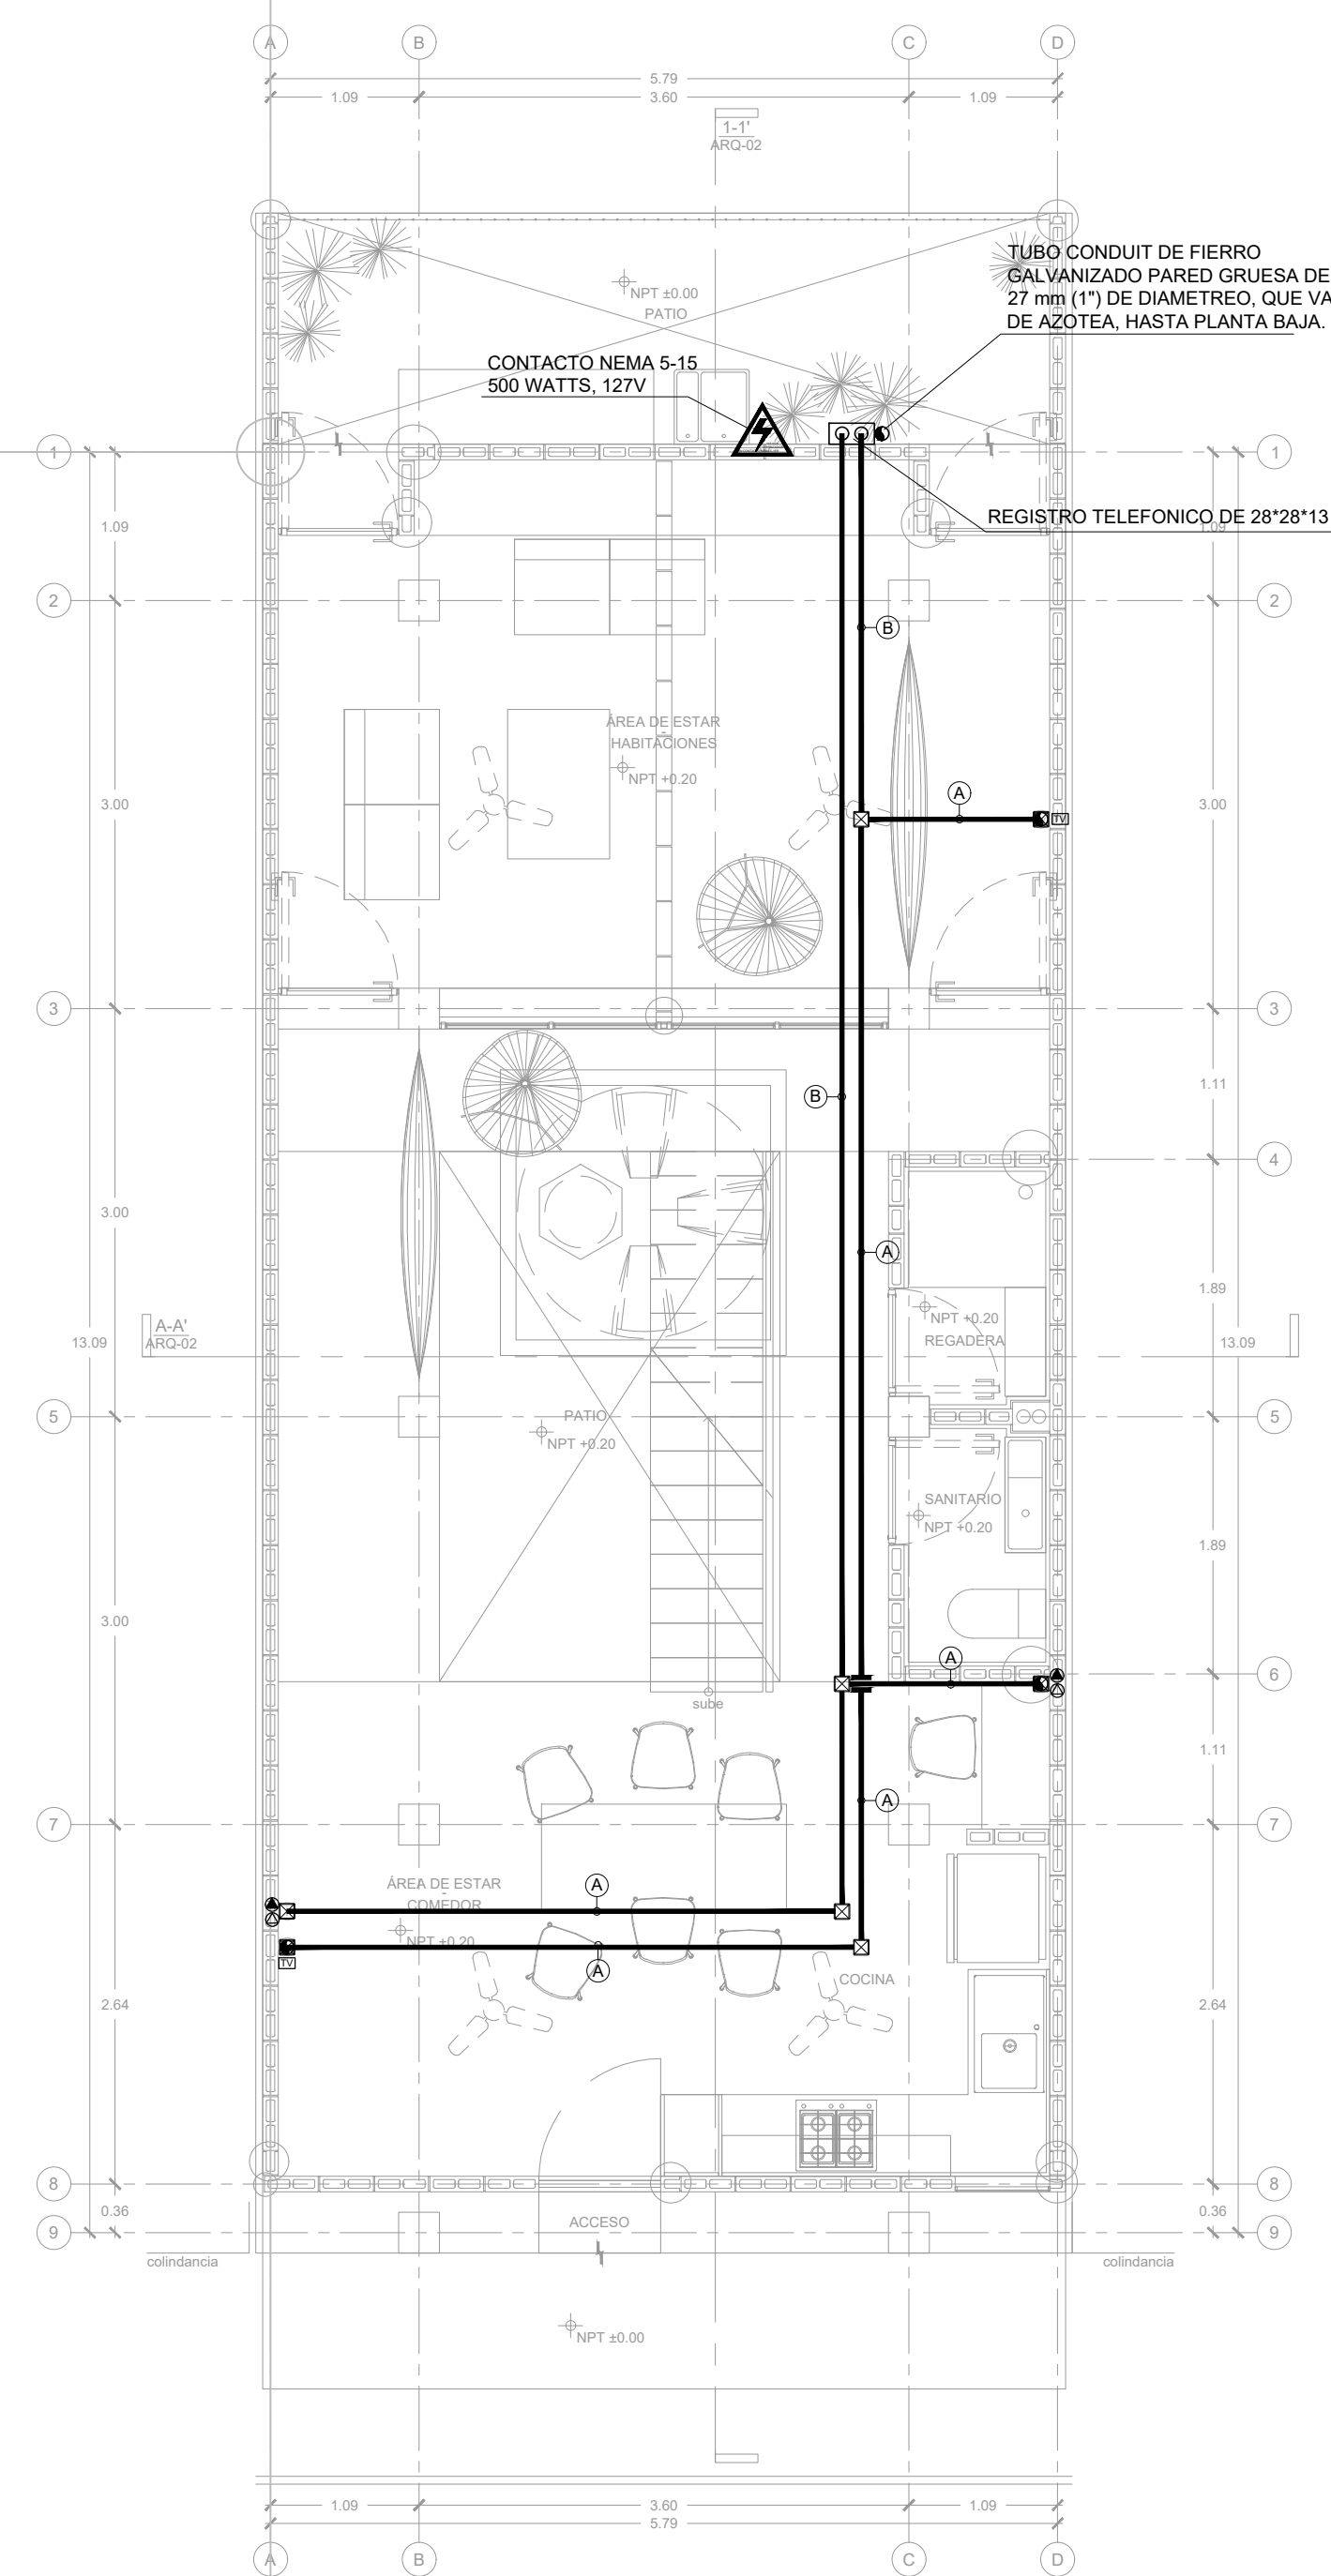 A
B
C
D
5.79
1.09
3.60
1.09
1-1'
ARQ-02
TUBO CONDUIT DE FIERRO
GALVANIZADO PARED GRUESA DE
27 mm (1") DE DIAMETREO, QUE VA
DE AZOTEA, HASTA PLANTA BAJA.
NPT ±0.00
PATIO
CONTACTO NEMA 5-15
500 WATTS, 127V
1
1
REGISTRO TELEFONICO DE 28*28*13
1.09
1.09
2
2
B
ÁREA DE ESTAR
-
HABITACIONES
NPT +0.20
3.00
A
3.00
TV
3
3
B
1.11
4
3.00
A
1.89
NPT +0.20
REGADERA
A-A'
ARQ-02
13.09
13.09
5
PATIO
NPT +0.20
5
SANITARIO
NPT +0.20
1.89
3.00
A
6
sube
1.11
A
7
7
ÁREA DE ESTAR
-
COMEDOR
A
NPT +0.20
TV
A
COCINA
2.64
2.64
8
8
0.36
0.36
9
ACCESO
9
colindancia
colindancia
NPT ±0.00
1.09
3.60
1.09
5.79
A
B
C
D